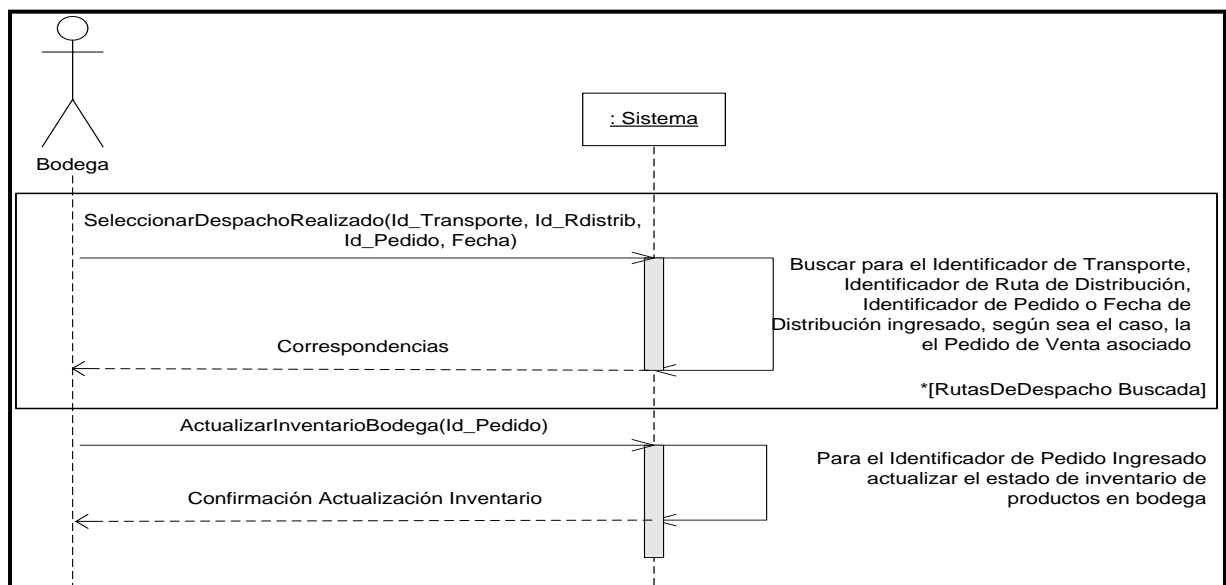 : Sistema
Bodega
SeleccionarDespachoRealizado(Id_Transporte, Id_Rdistrib,
Id_Pedido, Fecha)
Buscar para el Identificador de Transporte,
Identificador de Ruta de Distribución,
Identificador de Pedido o Fecha de
Distribución ingresado, según sea el caso, la
el Pedido de Venta asociado
Correspondencias
*[RutasDeDespacho Buscada]
ActualizarInventarioBodega(Id_Pedido)
Para el Identificador de Pedido Ingresado
actualizar el estado de inventario de
productos en bodega
Confirmación Actualización Inventario